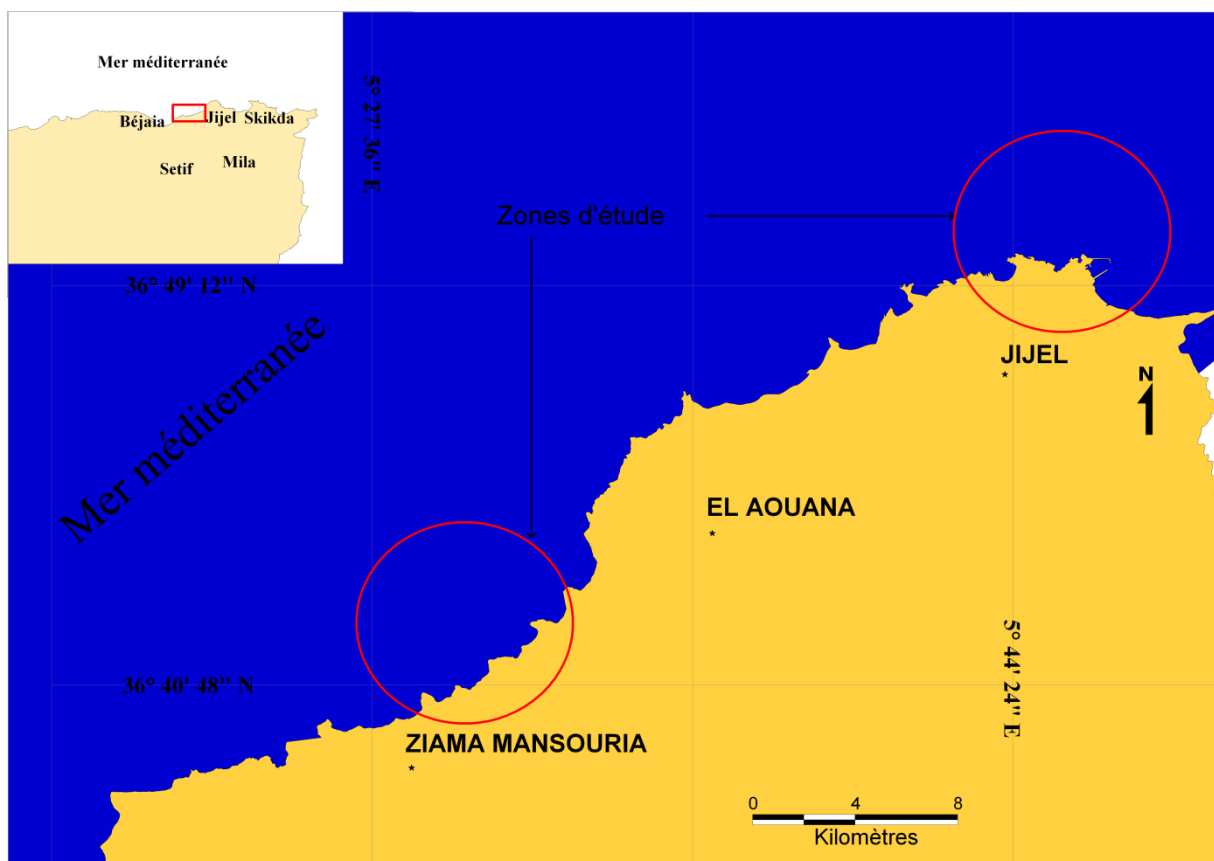 Mer méditerranée
Béjaia
Jijel
Skikda
Setif
Mila
5° 27' 36" E
Zones d'étude
36° 49' 12" N
Mer méditerranée
JIJEL
N
EL AOUANA
36° 40' 48" N
5° 44' 24" E
ZIAMA MANSOURIA
0 4 8
Kilomètres